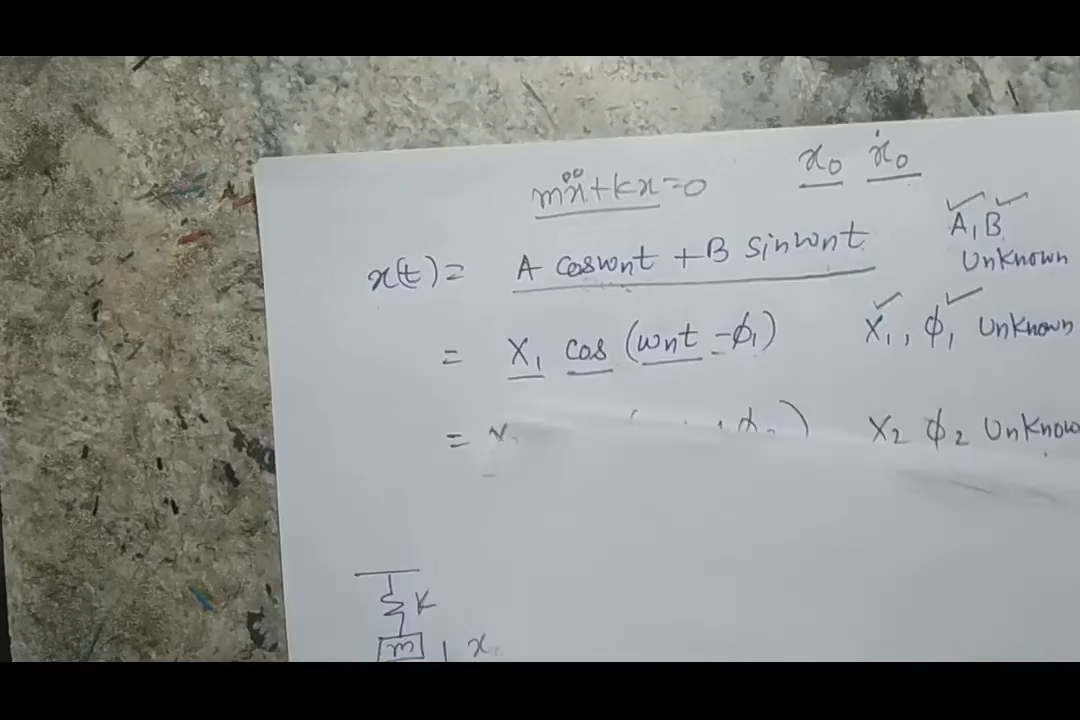 mẍ+kx=0 x₀ ẋ₀
x(t)= A cosωnt +B sinωnt A,B
Unknown
= X₁ cos (ωnt -ϕ₁) X₁, ϕ₁ Unknown
= X₂ ϕ₂ Unknow
K
m x